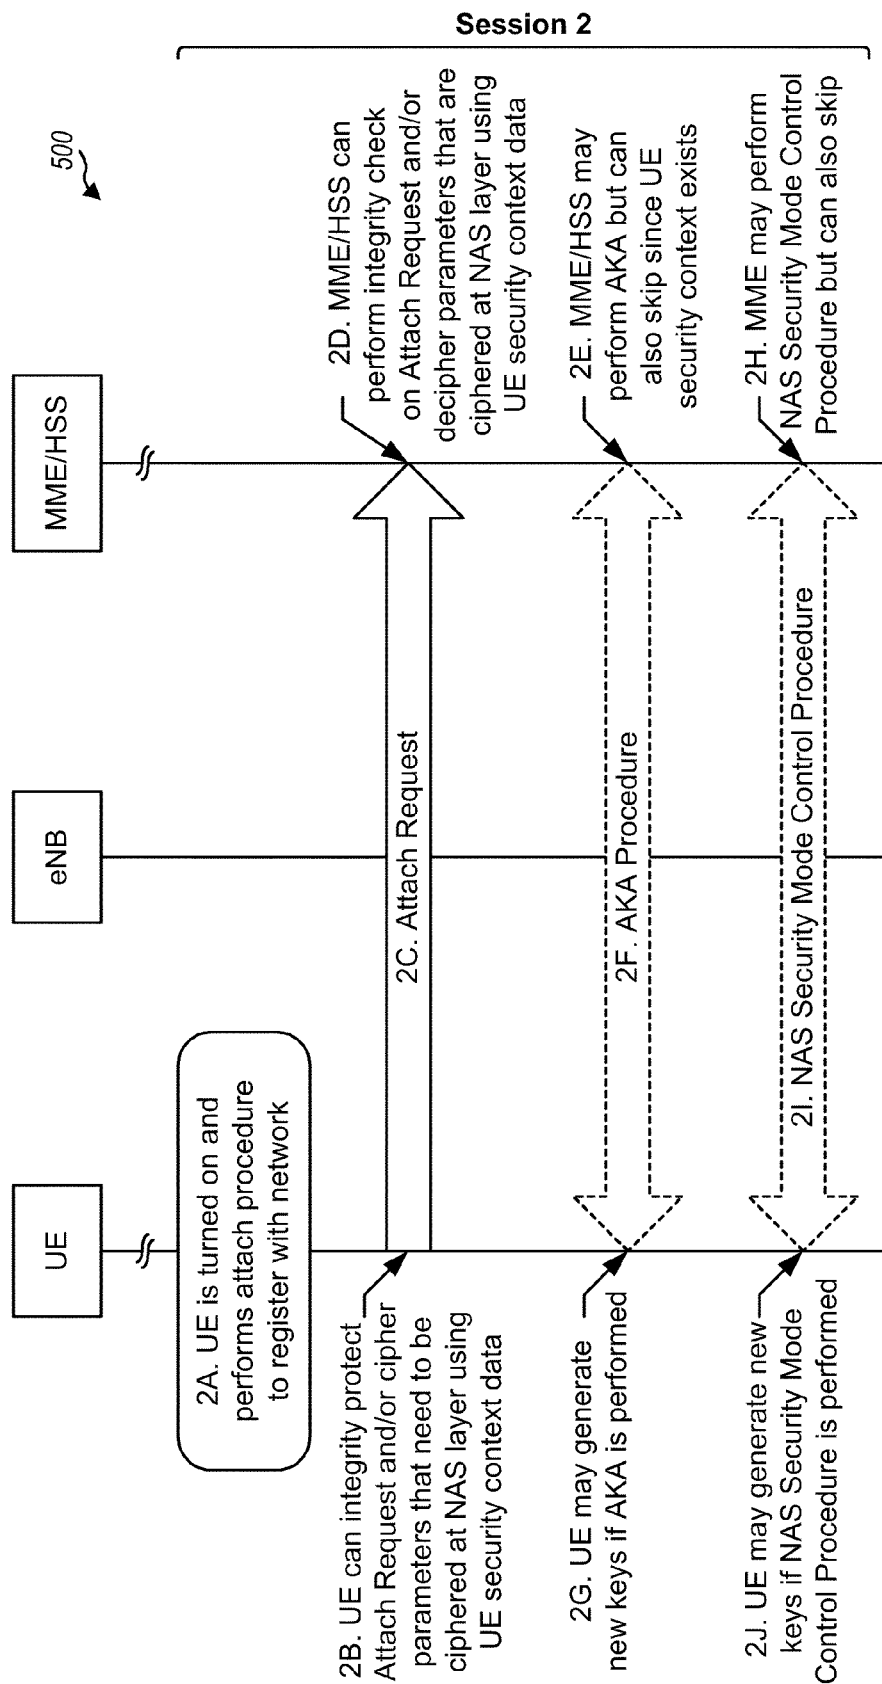 500
UE
eNB
MME/HSS
2A. UE is turned on and
performs attach procedure
to register with network
Session 2
2B. UE can integrity protect
Attach Request and/or cipher
parameters that need to be
ciphered at NAS layer using
UE security context data
2C. Attach Request
2D. MME/HSS can
perform integrity check
on Attach Request and/or
decipher parameters that are
ciphered at NAS layer using
UE security context data
2E. MME/HSS may
perform AKA but can
also skip since UE
security context exists
2F. AKA Procedure
2G. UE may generate
new keys if AKA is performed
2H. MME may perform
NAS Security Mode Control
Procedure but can also skip
2I. NAS Security Mode Control Procedure
2J. UE may generate new
keys if NAS Security Mode
Control Procedure is performed